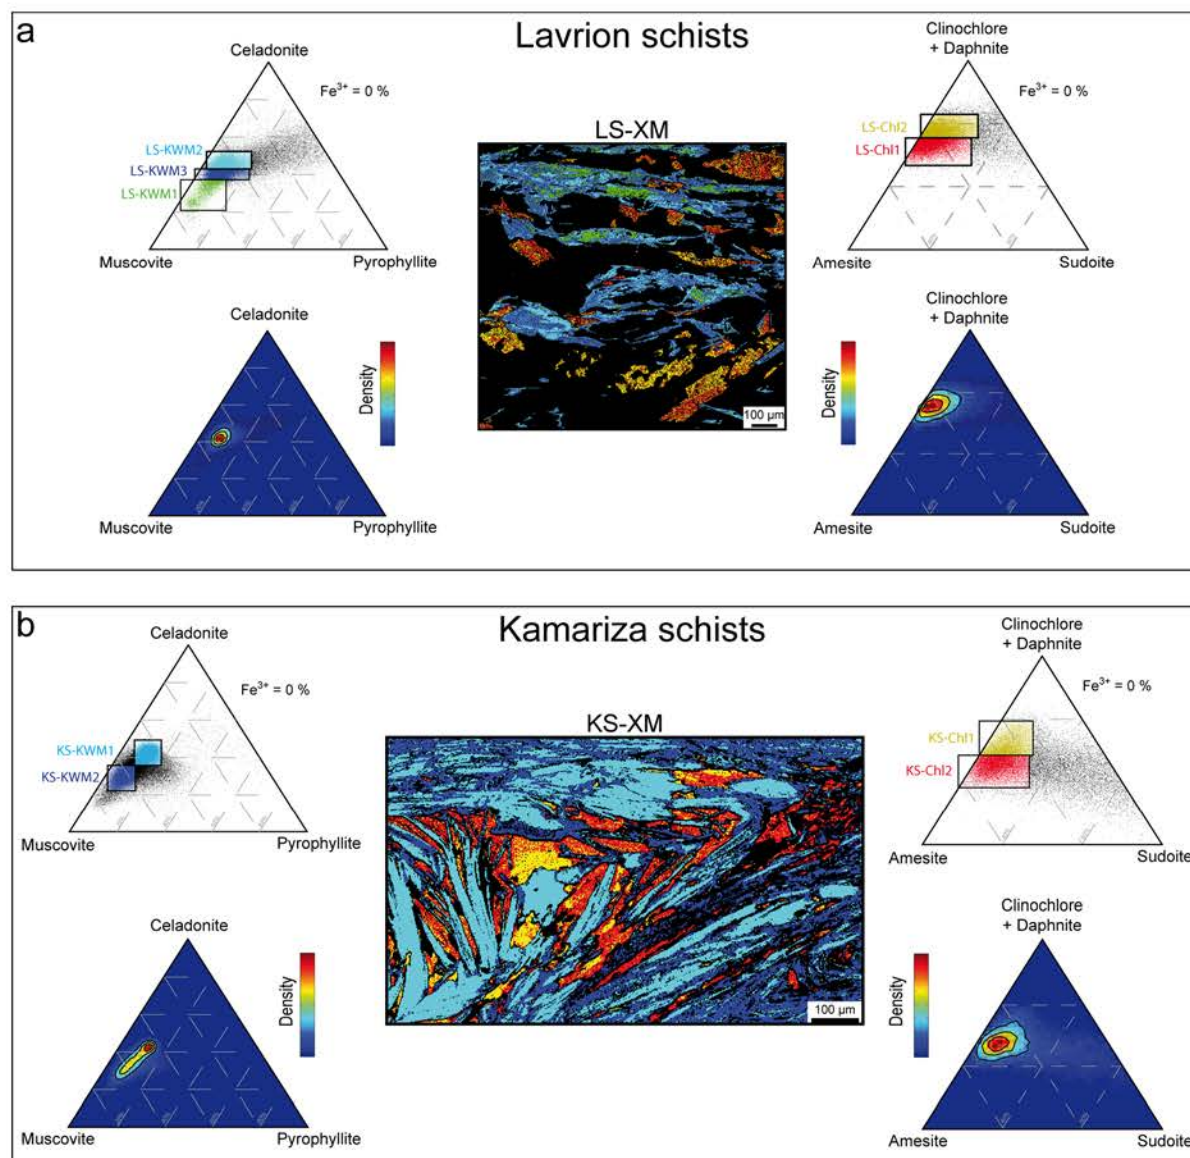 a
Lavrion schists
Celadonite
Fe³⁺ = 0 %
LS-KWM2
LS-KWM3
LS-KWM1
Muscovite
Pyrophyllite
LS-XM
100 µm
Clinochlore
+ Daphnite
Fe³⁺ = 0 %
LS-Chl2
LS-Chl1
Amesite
Sudoite
Celadonite
Density
Muscovite
Pyrophyllite
Clinochlore
+ Daphnite
Density
Amesite
Sudoite
b
Kamariza schists
Celadonite
Fe³⁺ = 0 %
KS-KWM1
KS-KWM2
Muscovite
Pyrophyllite
KS-XM
100 µm
Clinochlore
+ Daphnite
Fe³⁺ = 0 %
KS-Chl1
KS-Chl2
Amesite
Sudoite
Celadonite
Density
Muscovite
Pyrophyllite
Clinochlore
+ Daphnite
Density
Amesite
Sudoite